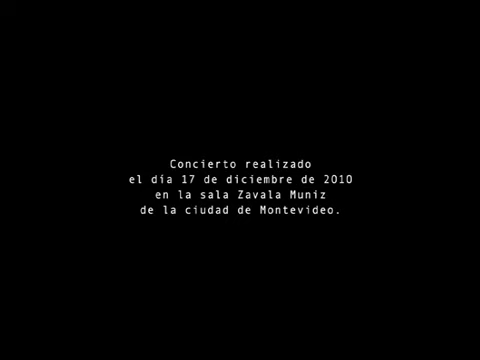 Concierto realizado
el día 17 de diciembre de 2010
en la sala Zavala Muniz
de la ciudad de Montevideo.